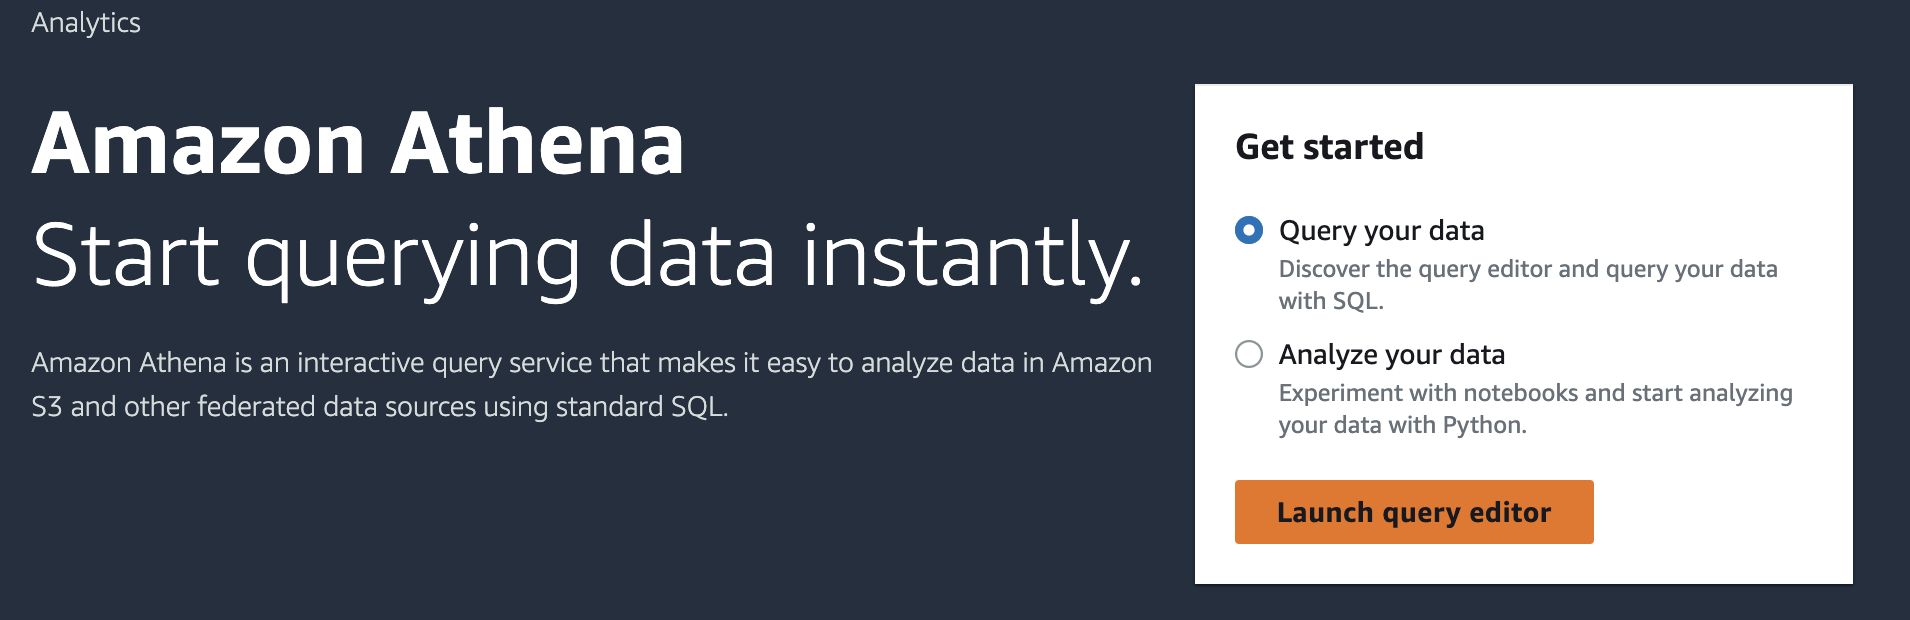 Analytics
Amazon Athena
Start querying data instantly.
Amazon Athena is an interactive query service that makes it easy to analyze data in Amazon
S3 and other federated data sources using standard SQL.
Get started
Query your data
Discover the query editor and query your data
with SQL.
Analyze your data
Experiment with notebooks and start analyzing
your data with Python.
Launch query editor